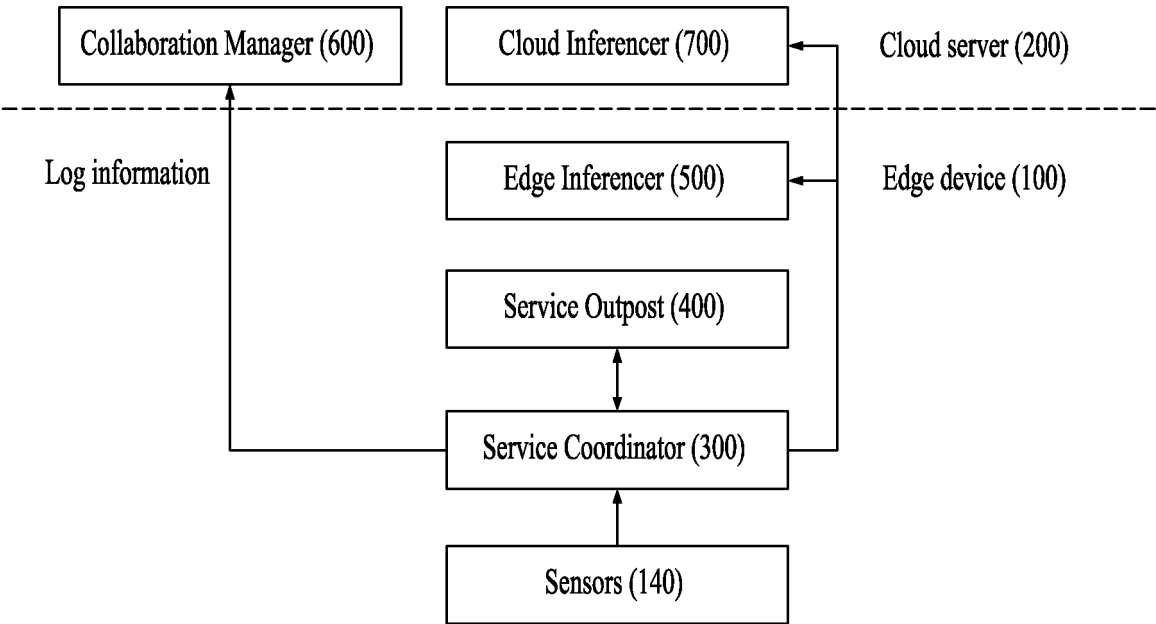 Collaboration Manager (600)
Cloud Inferencer (700)
Cloud server (200)
Log information
Edge Inferencer (500)
Edge device (100)
Service Outpost (400)
Service Coordinator (300)
Sensors (140)